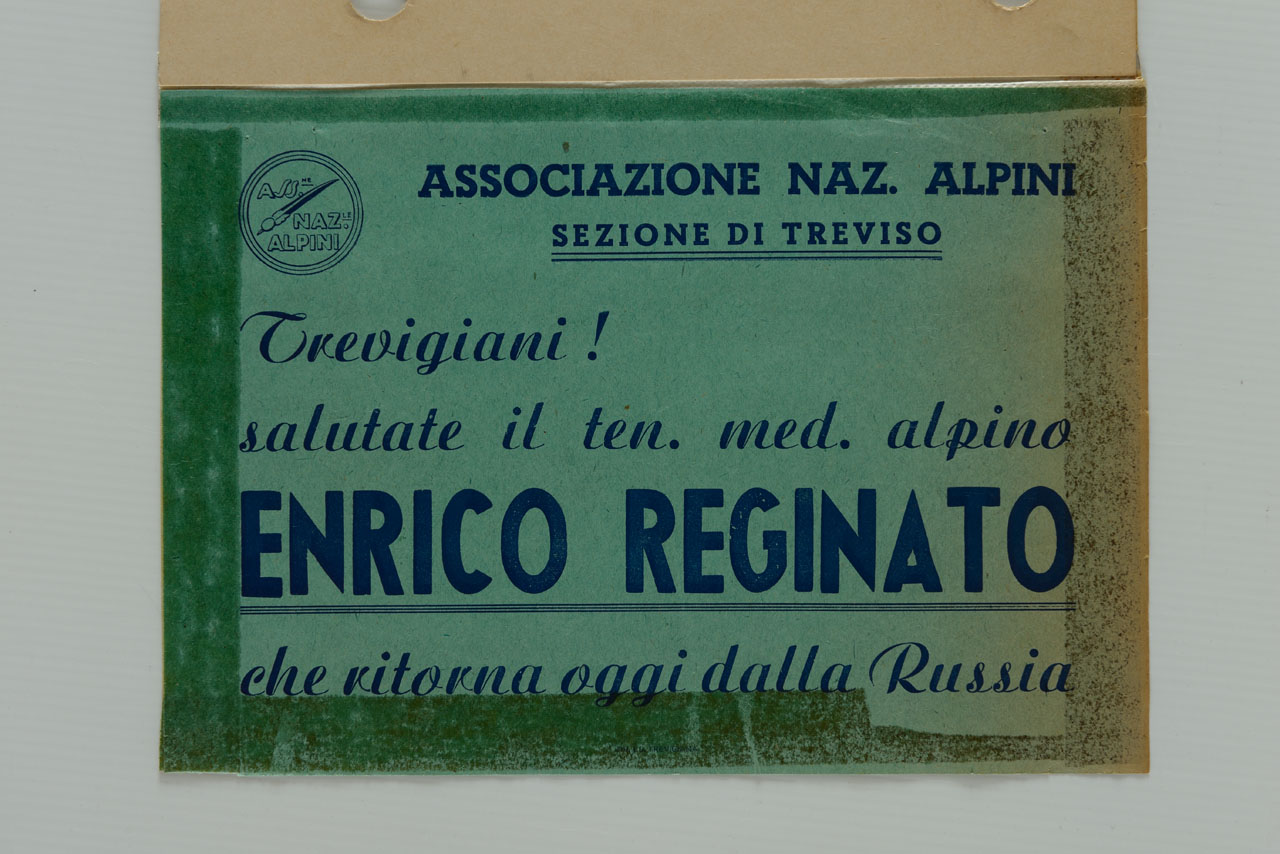 ASS.NE
NAZ.LE
ALPINI
ASSOCIAZIONE NAZ. ALPINI
SEZIONE DI TREVISO
Trevigiani !
salutate il ten. med. alpino
ENRICO REGINATO
che ritorna oggi dalla Russia